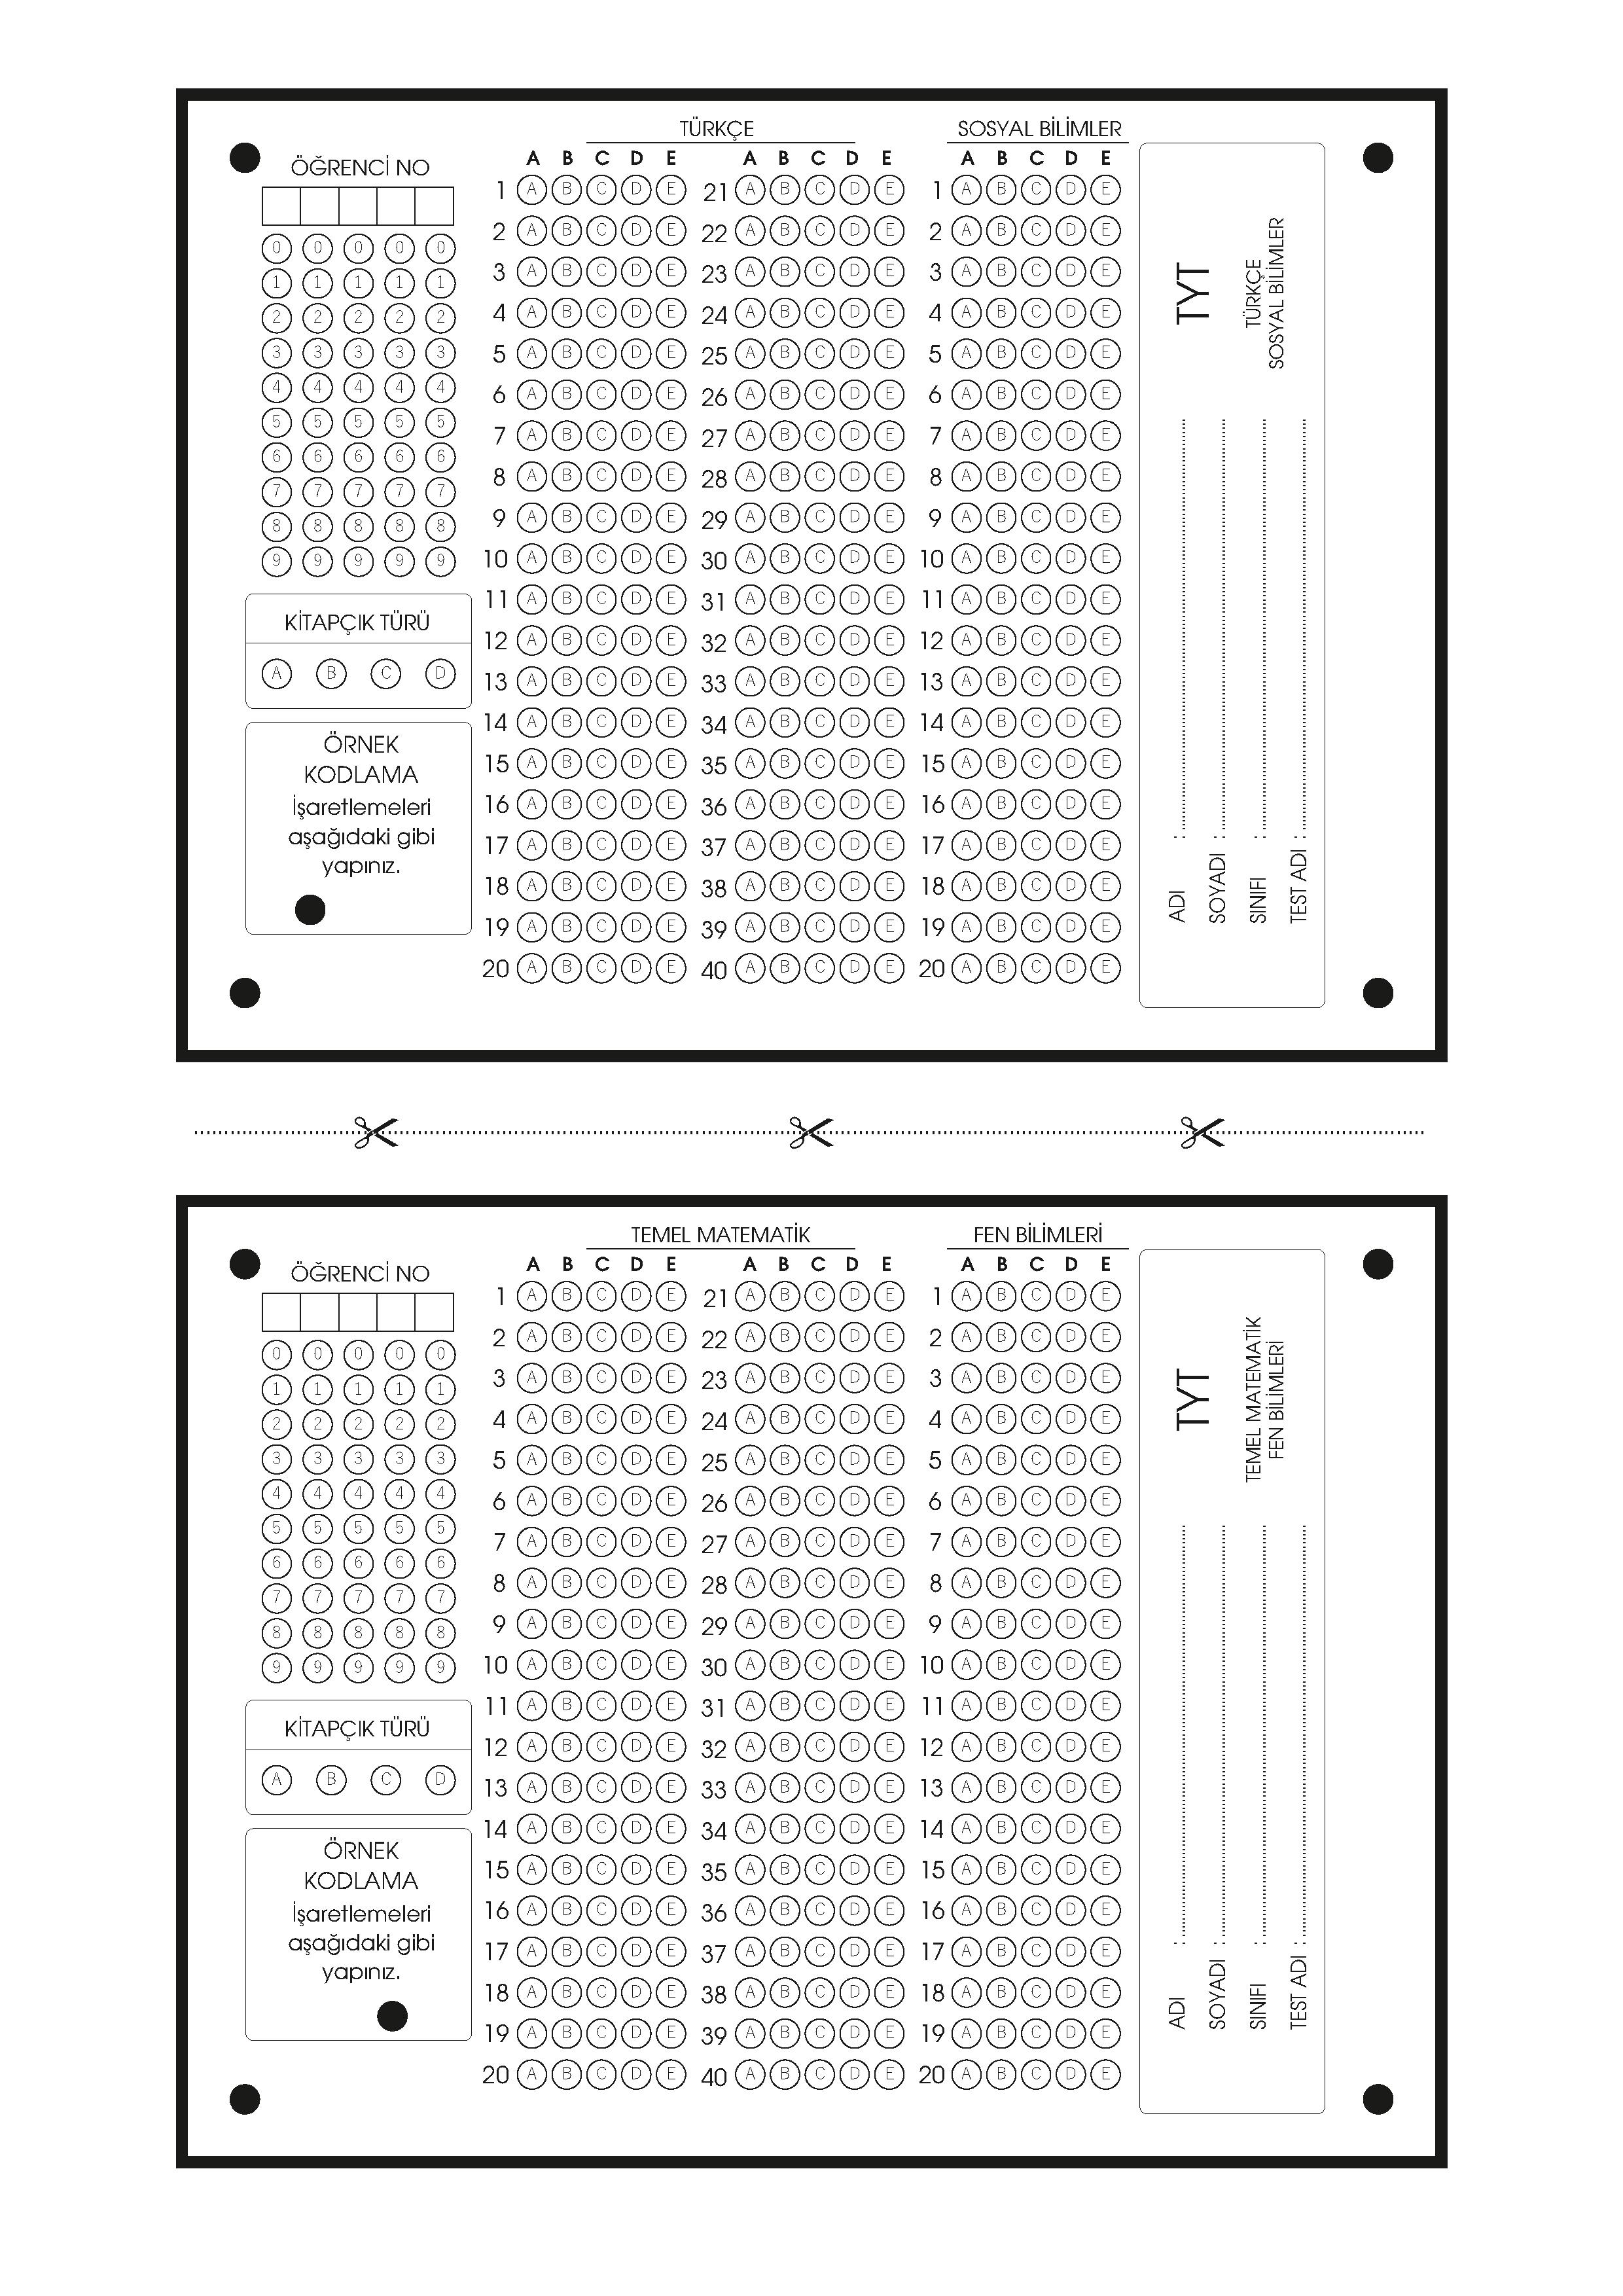 TÜRKÇE
SOSYAL BİLİMLER
ÖĞRENCİ NO
A B C D E A B C D E A B C D E
1 A B C D E 21 A B C D E 1 A B C D E
2 A B C D E 22 A B C D E 2 A B C D E
3 A B C D E 23 A B C D E 3 A B C D E
4 A B C D E 24 A B C D E 4 A B C D E
5 A B C D E 25 A B C D E 5 A B C D E
6 A B C D E 26 A B C D E 6 A B C D E
7 A B C D E 27 A B C D E 7 A B C D E
8 A B C D E 28 A B C D E 8 A B C D E
9 A B C D E 29 A B C D E 9 A B C D E
10 A B C D E 30 A B C D E 10 A B C D E
11 A B C D E 31 A B C D E 11 A B C D E
12 A B C D E 32 A B C D E 12 A B C D E
13 A B C D E 33 A B C D E 13 A B C D E
14 A B C D E 34 A B C D E 14 A B C D E
15 A B C D E 35 A B C D E 15 A B C D E
16 A B C D E 36 A B C D E 16 A B C D E
17 A B C D E 37 A B C D E 17 A B C D E
18 A B C D E 38 A B C D E 18 A B C D E
19 A B C D E 39 A B C D E 19 A B C D E
20 A B C D E 40 A B C D E 20 A B C D E
0 0 0 0 0
1 1 1 1 1
2 2 2 2 2
3 3 3 3 3
4 4 4 4 4
5 5 5 5 5
6 6 6 6 6
7 7 7 7 7
8 8 8 8 8
9 9 9 9 9
KİTAPÇIK TÜRÜ
A B C D
ÖRNEK
KODLAMA
İşaretlemeleri
aşağıdaki gibi
yapınız.
TYT
TÜRKÇE
SOSYAL BİLİMLER
ADI :
SOYADI :
SINIFI :
TEST ADI :
TEMEL MATEMATİK
FEN BİLİMLERİ
ÖĞRENCİ NO
A B C D E A B C D E A B C D E
1 A B C D E 21 A B C D E 1 A B C D E
2 A B C D E 22 A B C D E 2 A B C D E
3 A B C D E 23 A B C D E 3 A B C D E
4 A B C D E 24 A B C D E 4 A B C D E
5 A B C D E 25 A B C D E 5 A B C D E
6 A B C D E 26 A B C D E 6 A B C D E
7 A B C D E 27 A B C D E 7 A B C D E
8 A B C D E 28 A B C D E 8 A B C D E
9 A B C D E 29 A B C D E 9 A B C D E
10 A B C D E 30 A B C D E 10 A B C D E
11 A B C D E 31 A B C D E 11 A B C D E
12 A B C D E 32 A B C D E 12 A B C D E
13 A B C D E 33 A B C D E 13 A B C D E
14 A B C D E 34 A B C D E 14 A B C D E
15 A B C D E 35 A B C D E 15 A B C D E
16 A B C D E 36 A B C D E 16 A B C D E
17 A B C D E 37 A B C D E 17 A B C D E
18 A B C D E 38 A B C D E 18 A B C D E
19 A B C D E 39 A B C D E 19 A B C D E
20 A B C D E 40 A B C D E 20 A B C D E
0 0 0 0 0
1 1 1 1 1
2 2 2 2 2
3 3 3 3 3
4 4 4 4 4
5 5 5 5 5
6 6 6 6 6
7 7 7 7 7
8 8 8 8 8
9 9 9 9 9
KİTAPÇIK TÜRÜ
A B C D
ÖRNEK
KODLAMA
İşaretlemeleri
aşağıdaki gibi
yapınız.
TYT
TEMEL MATEMATİK
FEN BİLİMLERİ
ADI :
SOYADI :
SINIFI :
TEST ADI :